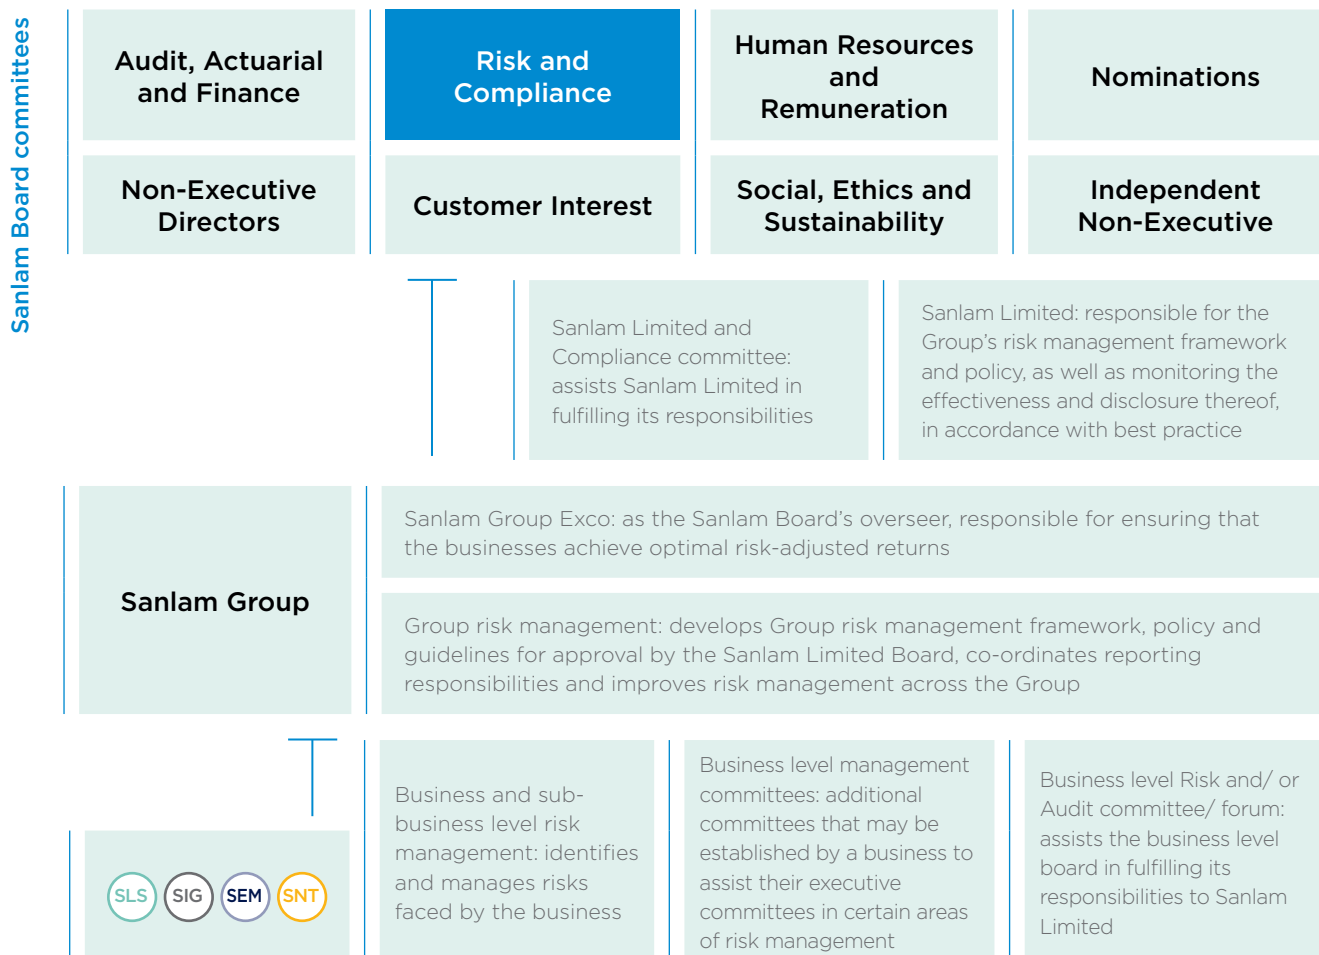 Sanlam Board committees
Audit, Actuarial
and Finance
Risk and
Compliance
Human Resources
and
Remuneration
Nominations
Non-Executive
Directors
Customer Interest
Social, Ethics and
Sustainability
Independent
Non-Executive
Sanlam Limited and
Compliance committee:
assists Sanlam Limited in
fulfilling its responsibilities
Sanlam Limited: responsible for the
Group’s risk management framework
and policy, as well as monitoring the
effectiveness and disclosure thereof,
in accordance with best practice
Sanlam Group
Sanlam Group Exco: as the Sanlam Board’s overseer, responsible for ensuring that
the businesses achieve optimal risk-adjusted returns
Group risk management: develops Group risk management framework, policy and
guidelines for approval by the Sanlam Limited Board, co-ordinates reporting
responsibilities and improves risk management across the Group
SLS SIG SEM SNT
Business and sub-
business level risk
management: identifies
and manages risks
faced by the business
Business level management
committees: additional
committees that may be
established by a business to
assist their executive
committees in certain areas
of risk management
Business level Risk and/ or
Audit committee/ forum:
assists the business level
board in fulfilling its
responsibilities to Sanlam
Limited